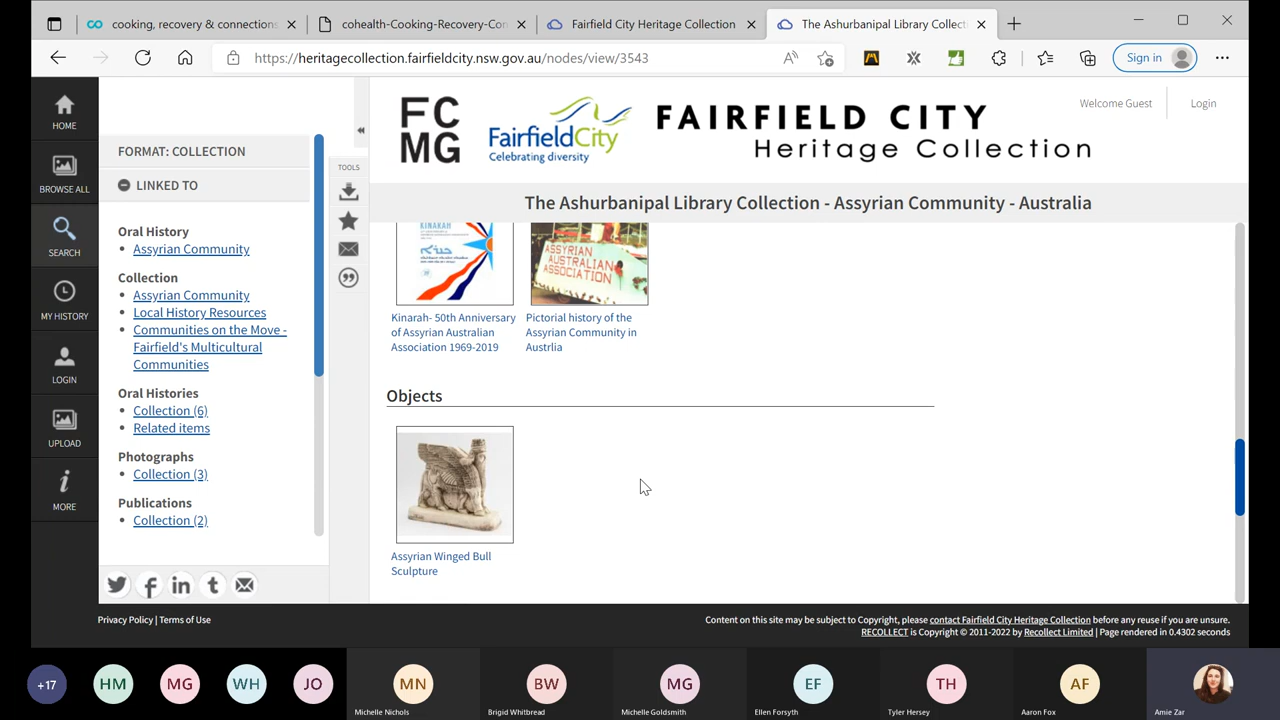 cooking, recovery & connections
cohealth-Cooking-Recovery-Con
Fairfield City Heritage Collection
The Ashurbanipal Library Collect
https://heritagecollection.fairfieldcity.nsw.gov.au/nodes/view/3543
Sign in
HOME
BROWSE ALL
SEARCH
MY HISTORY
LOGIN
UPLOAD
MORE
FORMAT: COLLECTION
LINKED TO
Oral History
Assyrian Community
Collection
Assyrian Community
Local History Resources
Communities on the Move -
Fairfield's Multicultural
Communities
Oral Histories
Collection (6)
Related items
Photographs
Collection (3)
Publications
Collection (2)
TOOLS
FC
MG
FairfieldCity
Celebrating diversity
FAIRFIELD CITY
Heritage Collection
Welcome Guest
Login
The Ashurbanipal Library Collection - Assyrian Community - Australia
KINARAH
ASSYRIAN
AUSTRALIAN
ASSOCIATION
Kinarah- 50th Anniversary
of Assyrian Australian
Association 1969-2019
Pictorial history of the
Assyrian Community in
Austrlia
Objects
Assyrian Winged Bull
Sculpture
Privacy Policy | Terms of Use
Content on this site may be subject to Copyright, please contact Fairfield City Heritage Collection before any reuse if you are unsure.
RECOLLECT is Copyright © 2011-2022 by Recollect Limited | Page rendered in 0.4302 seconds
+17
HM
MG
WH
JO
MN
Michelle Nichols
BW
Brigid Whitbread
MG
Michelle Goldsmith
EF
Ellen Forsyth
TH
Tyler Hersey
AF
Aaron Fox
Amie Zar